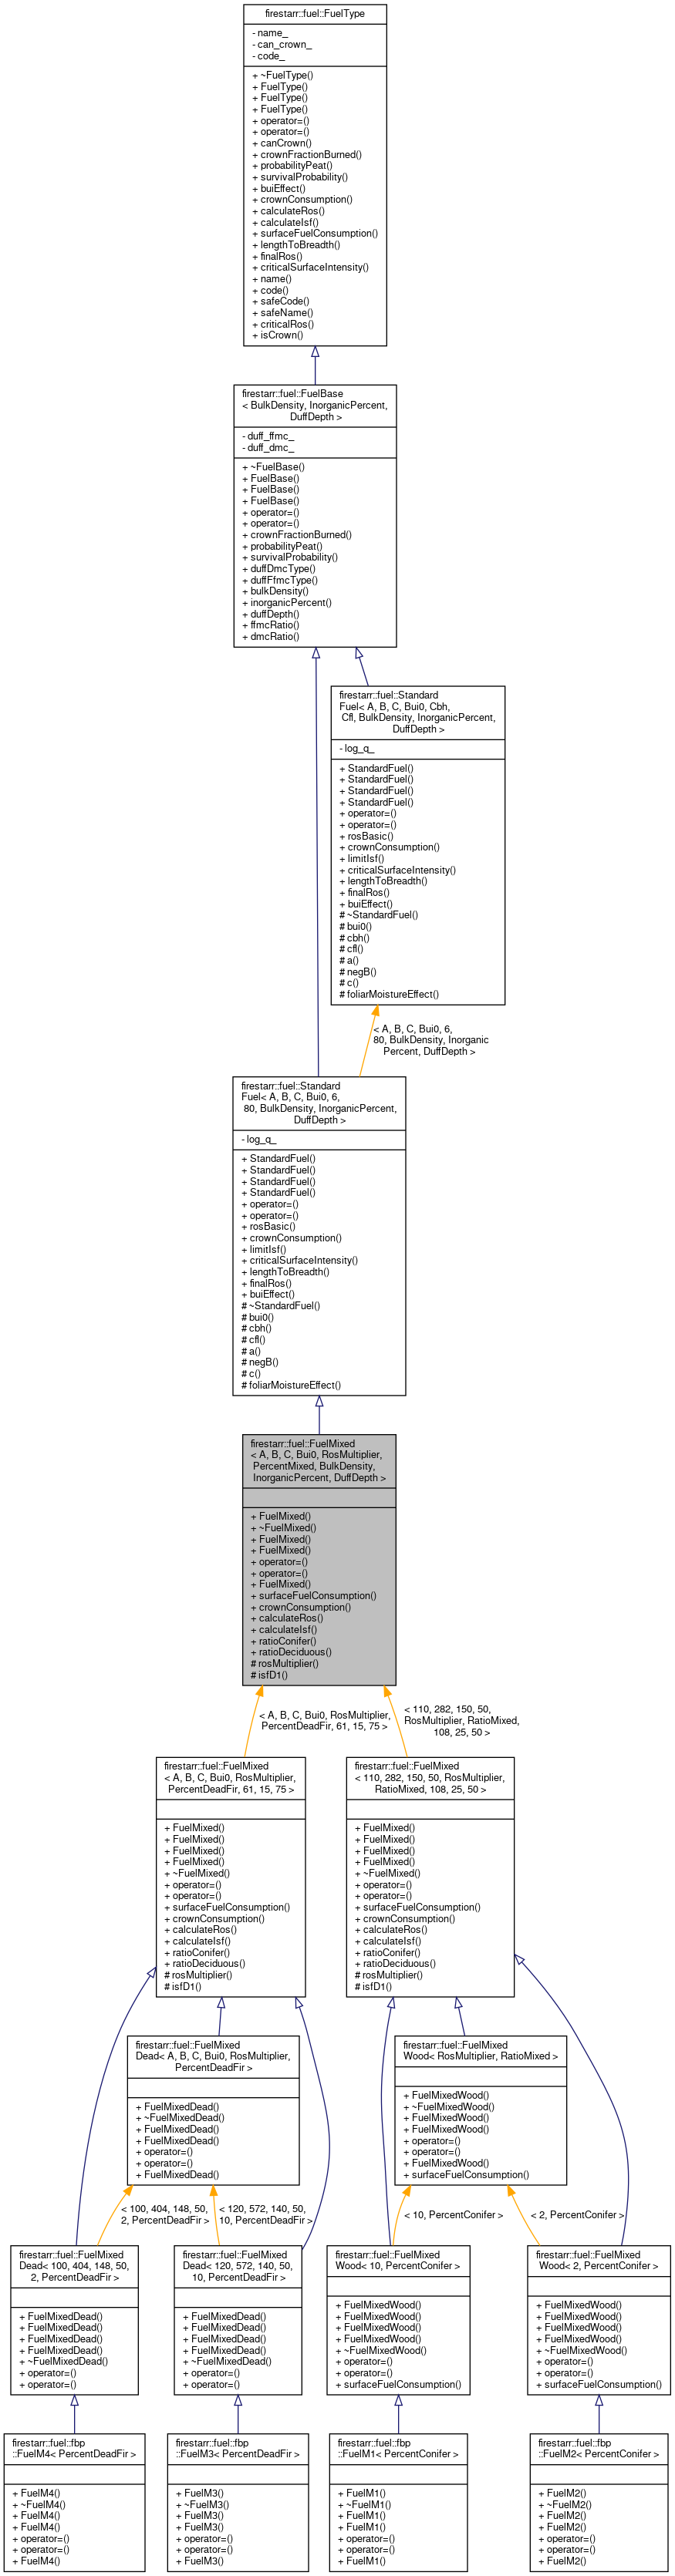 firestarr::fuel::FuelType
- name_
- can_crown_
- code_
+ ~FuelType()
+ FuelType()
+ FuelType()
+ FuelType()
+ operator=()
+ operator=()
+ canCrown()
+ crownFractionBurned()
+ probabilityPeat()
+ survivalProbability()
+ buiEffect()
+ crownConsumption()
+ calculateRos()
+ calculateIsf()
+ surfaceFuelConsumption()
+ lengthToBreadth()
+ finalRos()
+ criticalSurfaceIntensity()
+ name()
+ code()
+ safeCode()
+ safeName()
+ criticalRos()
+ isCrown()
firestarr::fuel::FuelBase
< BulkDensity, InorganicPercent,
DuffDepth >
- duff_ffmc_
- duff_dmc_
+ ~FuelBase()
+ FuelBase()
+ FuelBase()
+ FuelBase()
+ operator=()
+ operator=()
+ crownFractionBurned()
+ probabilityPeat()
+ survivalProbability()
+ duffDmcType()
+ duffFfmcType()
+ bulkDensity()
+ inorganicPercent()
+ duffDepth()
+ ffmcRatio()
+ dmcRatio()
firestarr::fuel::Standard
Fuel< A, B, C, Bui0, Cbh,
Cfl, BulkDensity, InorganicPercent,
DuffDepth >
- log_q_
+ StandardFuel()
+ StandardFuel()
+ StandardFuel()
+ StandardFuel()
+ operator=()
+ operator=()
+ rosBasic()
+ crownConsumption()
+ limitIsf()
+ criticalSurfaceIntensity()
+ lengthToBreadth()
+ finalRos()
+ buiEffect()
# ~StandardFuel()
# bui0()
# cbh()
# cfl()
# a()
# negB()
# c()
# foliarMoistureEffect()
< A, B, C, Bui0, 6,
80, BulkDensity, Inorganic
Percent, DuffDepth >
firestarr::fuel::Standard
Fuel< A, B, C, Bui0, 6,
80, BulkDensity, InorganicPercent,
DuffDepth >
- log_q_
+ StandardFuel()
+ StandardFuel()
+ StandardFuel()
+ StandardFuel()
+ operator=()
+ operator=()
+ rosBasic()
+ crownConsumption()
+ limitIsf()
+ criticalSurfaceIntensity()
+ lengthToBreadth()
+ finalRos()
+ buiEffect()
# ~StandardFuel()
# bui0()
# cbh()
# cfl()
# a()
# negB()
# c()
# foliarMoistureEffect()
firestarr::fuel::FuelMixed
< A, B, C, Bui0, RosMultiplier,
PercentMixed, BulkDensity,
InorganicPercent, DuffDepth >
+ FuelMixed()
+ ~FuelMixed()
+ FuelMixed()
+ FuelMixed()
+ operator=()
+ operator=()
+ FuelMixed()
+ surfaceFuelConsumption()
+ crownConsumption()
+ calculateRos()
+ calculateIsf()
+ ratioConifer()
+ ratioDeciduous()
# rosMultiplier()
# isfD1()
< A, B, C, Bui0, RosMultiplier,
PercentDeadFir, 61, 15, 75 >
< 110, 282, 150, 50,
RosMultiplier, RatioMixed,
108, 25, 50 >
firestarr::fuel::FuelMixed
< A, B, C, Bui0, RosMultiplier,
PercentDeadFir, 61, 15, 75 >
+ FuelMixed()
+ FuelMixed()
+ FuelMixed()
+ FuelMixed()
+ ~FuelMixed()
+ operator=()
+ operator=()
+ surfaceFuelConsumption()
+ crownConsumption()
+ calculateRos()
+ calculateIsf()
+ ratioConifer()
+ ratioDeciduous()
# rosMultiplier()
# isfD1()
firestarr::fuel::FuelMixed
< 110, 282, 150, 50, RosMultiplier,
RatioMixed, 108, 25, 50 >
+ FuelMixed()
+ FuelMixed()
+ FuelMixed()
+ FuelMixed()
+ ~FuelMixed()
+ operator=()
+ operator=()
+ surfaceFuelConsumption()
+ crownConsumption()
+ calculateRos()
+ calculateIsf()
+ ratioConifer()
+ ratioDeciduous()
# rosMultiplier()
# isfD1()
firestarr::fuel::FuelMixed
Dead< A, B, C, Bui0, RosMultiplier,
PercentDeadFir >
+ FuelMixedDead()
+ ~FuelMixedDead()
+ FuelMixedDead()
+ FuelMixedDead()
+ operator=()
+ operator=()
+ FuelMixedDead()
firestarr::fuel::FuelMixed
Wood< RosMultiplier, RatioMixed >
+ FuelMixedWood()
+ ~FuelMixedWood()
+ FuelMixedWood()
+ FuelMixedWood()
+ operator=()
+ operator=()
+ FuelMixedWood()
+ surfaceFuelConsumption()
< 100, 404, 148, 50,
2, PercentDeadFir >
< 120, 572, 140, 50,
10, PercentDeadFir >
< 10, PercentConifer >
< 2, PercentConifer >
firestarr::fuel::FuelMixed
Dead< 100, 404, 148, 50,
2, PercentDeadFir >
+ FuelMixedDead()
+ FuelMixedDead()
+ FuelMixedDead()
+ FuelMixedDead()
+ ~FuelMixedDead()
+ operator=()
+ operator=()
firestarr::fuel::FuelMixed
Dead< 120, 572, 140, 50,
10, PercentDeadFir >
+ FuelMixedDead()
+ FuelMixedDead()
+ FuelMixedDead()
+ FuelMixedDead()
+ ~FuelMixedDead()
+ operator=()
+ operator=()
firestarr::fuel::FuelMixed
Wood< 10, PercentConifer >
+ FuelMixedWood()
+ FuelMixedWood()
+ FuelMixedWood()
+ FuelMixedWood()
+ ~FuelMixedWood()
+ operator=()
+ operator=()
+ surfaceFuelConsumption()
firestarr::fuel::FuelMixed
Wood< 2, PercentConifer >
+ FuelMixedWood()
+ FuelMixedWood()
+ FuelMixedWood()
+ FuelMixedWood()
+ ~FuelMixedWood()
+ operator=()
+ operator=()
+ surfaceFuelConsumption()
firestarr::fuel::fbp
::FuelM4< PercentDeadFir >
+ FuelM4()
+ ~FuelM4()
+ FuelM4()
+ FuelM4()
+ operator=()
+ operator=()
+ FuelM4()
firestarr::fuel::fbp
::FuelM3< PercentDeadFir >
+ FuelM3()
+ ~FuelM3()
+ FuelM3()
+ FuelM3()
+ operator=()
+ operator=()
+ FuelM3()
firestarr::fuel::fbp
::FuelM1< PercentConifer >
+ FuelM1()
+ ~FuelM1()
+ FuelM1()
+ FuelM1()
+ operator=()
+ operator=()
+ FuelM1()
firestarr::fuel::fbp
::FuelM2< PercentConifer >
+ FuelM2()
+ ~FuelM2()
+ FuelM2()
+ FuelM2()
+ operator=()
+ operator=()
+ FuelM2()